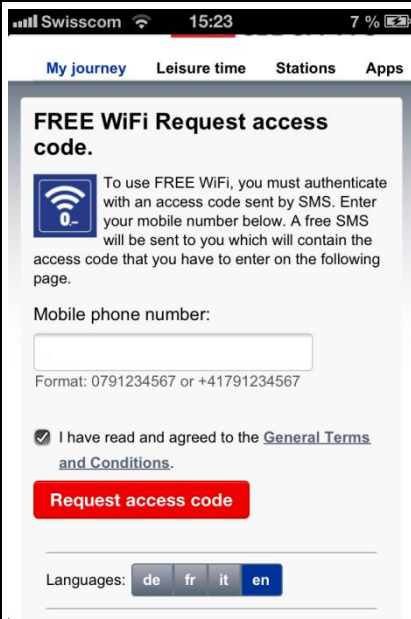 Swisscom 15:23 7 %
My journey Leisure time Stations Apps
FREE WiFi Request access
code.
To use FREE WiFi, you must authenticate
with an access code sent by SMS. Enter
0.- your mobile number below. A free SMS
will be sent to you which will contain the
access code that you have to enter on the following
page.
Mobile phone number:
Format: 0791234567 or +41791234567
I have read and agreed to the General Terms
and Conditions.
Request access code
Languages: de fr it en